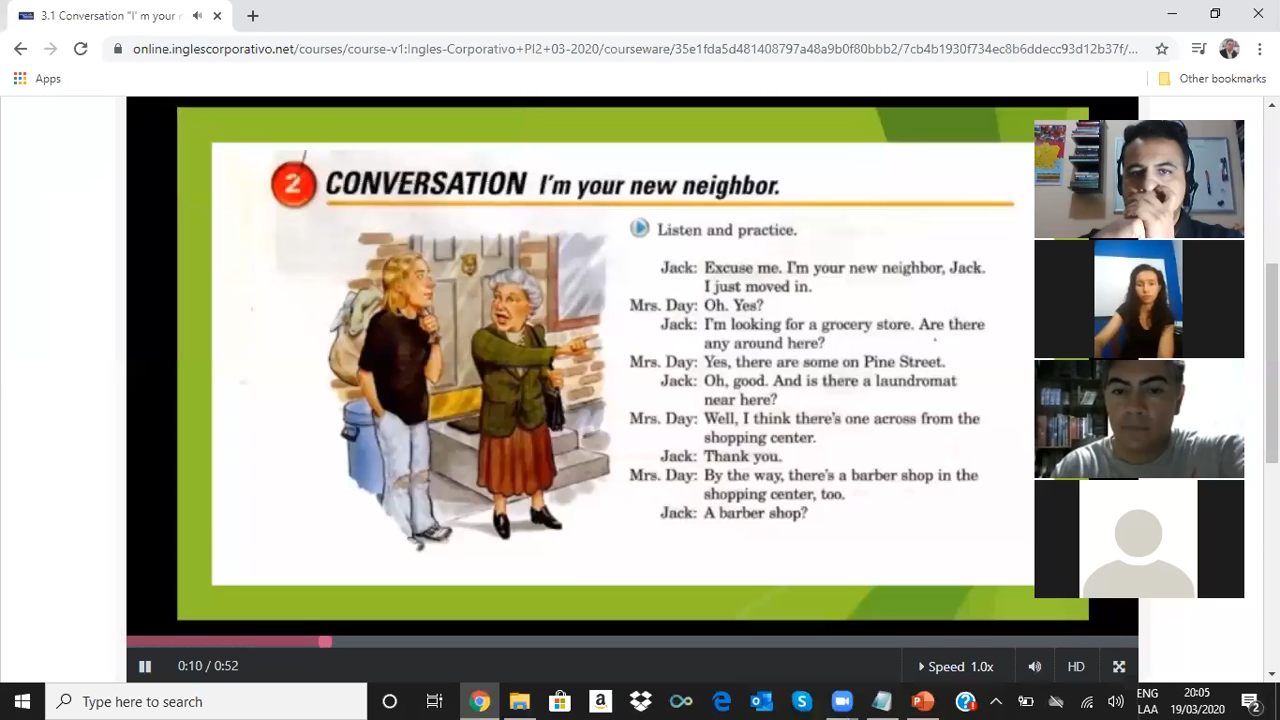 3.1 Conversation "I' m your
online.inglescorporativo.net/courses/course-v1:Ingles-Corporativo+PI2+03-2020/courseware/35e1fda5d481408797a48a9b0f80bbb2/7cb4b1930f734ec8b6ddecc93d12b37f/...
Apps
Other bookmarks
2 CONVERSATION I'm your new neighbor.
Listen and practice.
Jack: Excuse me. I'm your new neighbor, Jack.
I just moved in.
Mrs. Day: Oh. Yes?
Jack: I'm looking for a grocery store. Are there
any around here?
Mrs. Day: Yes, there are some on Pine Street.
Jack: Oh, good. And is there a laundromat
near here?
Mrs. Day: Well, I think there's one across from the
shopping center.
Jack: Thank you.
Mrs. Day: By the way, there's a barber shop in the
shopping center, too.
Jack: A barber shop?
0:10 / 0:52
Speed 1.0x
HD
Type here to search
ENG
LAA
20:05
19/03/2020
2